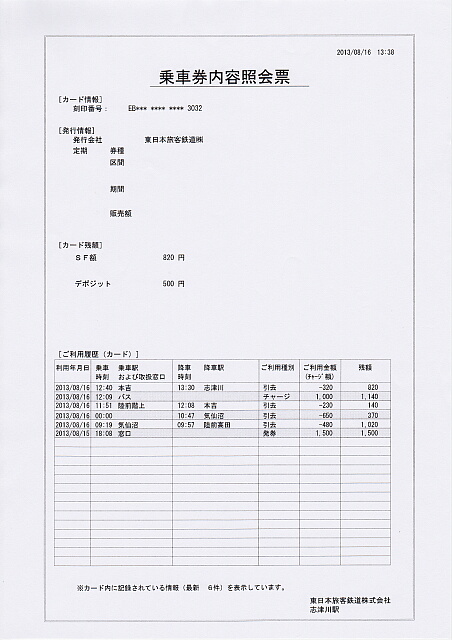 2013/08/16 13:38
乗車券内容照会票
[カード情報]
刻印番号： EB*** **** **** 3032
[発行情報]
発行会社 東日本旅客鉄道㈱
定期 券種
区間
期間
販売額
[カード残額]
ＳＦ額 820 円
デポジット 500 円
[ご利用履歴（カード）]
利用年月日 乗車時刻 乗車駅および取扱窓口 降車時刻 降車駅 ご利用種別 ご利用金額(ﾁｬｰｼﾞ額) 残額
2013/08/16 12:40 本吉 13:30 志津川 引去 -320 820
2013/08/16 12:09 バス チャージ 1,000 1,140
2013/08/16 11:51 陸前階上 12:08 本吉 引去 -230 140
2013/08/16 00:00 10:47 気仙沼 引去 -650 370
2013/08/16 09:19 気仙沼 09:57 陸前高田 引去 -480 1,020
2013/08/15 18:08 窓口 発券 1,500 1,500
※カード内に記録されている情報（最新 6件）を表示しています。
東日本旅客鉄道株式会社
志津川駅